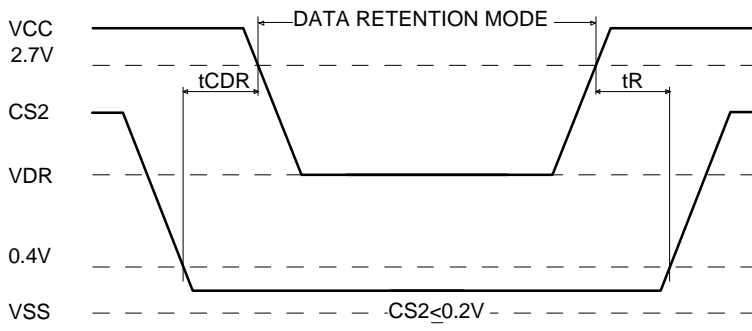 VCC
DATA RETENTION MODE
2.7V
tCDR
tR
CS2
VDR
0.4V
CS2≤0.2V
VSS